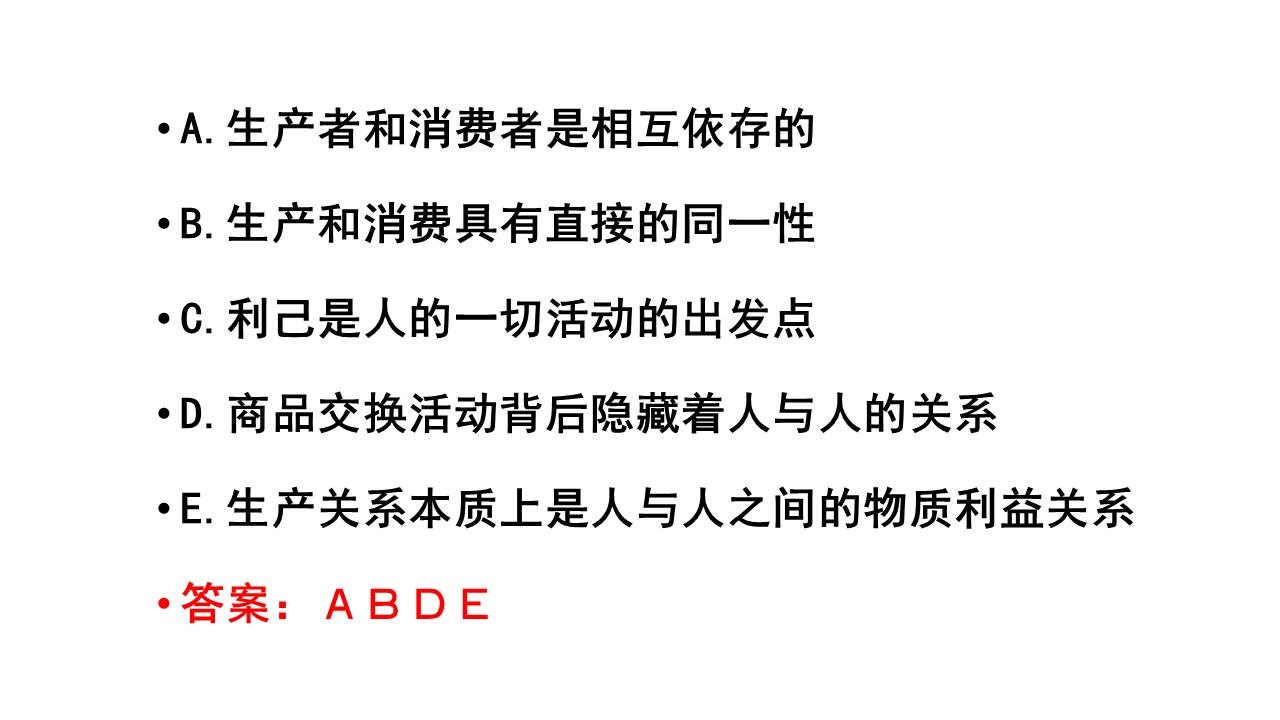 •A.生产者和消费者是相互依存的
•B.生产和消费具有直接的同一性
•C.利己是人的一切活动的出发点
•D.商品交换活动背后隐藏着人与人的关系
•E.生产关系本质上是人与人之间的物质利益关系
•答案：ＡＢＤＥ